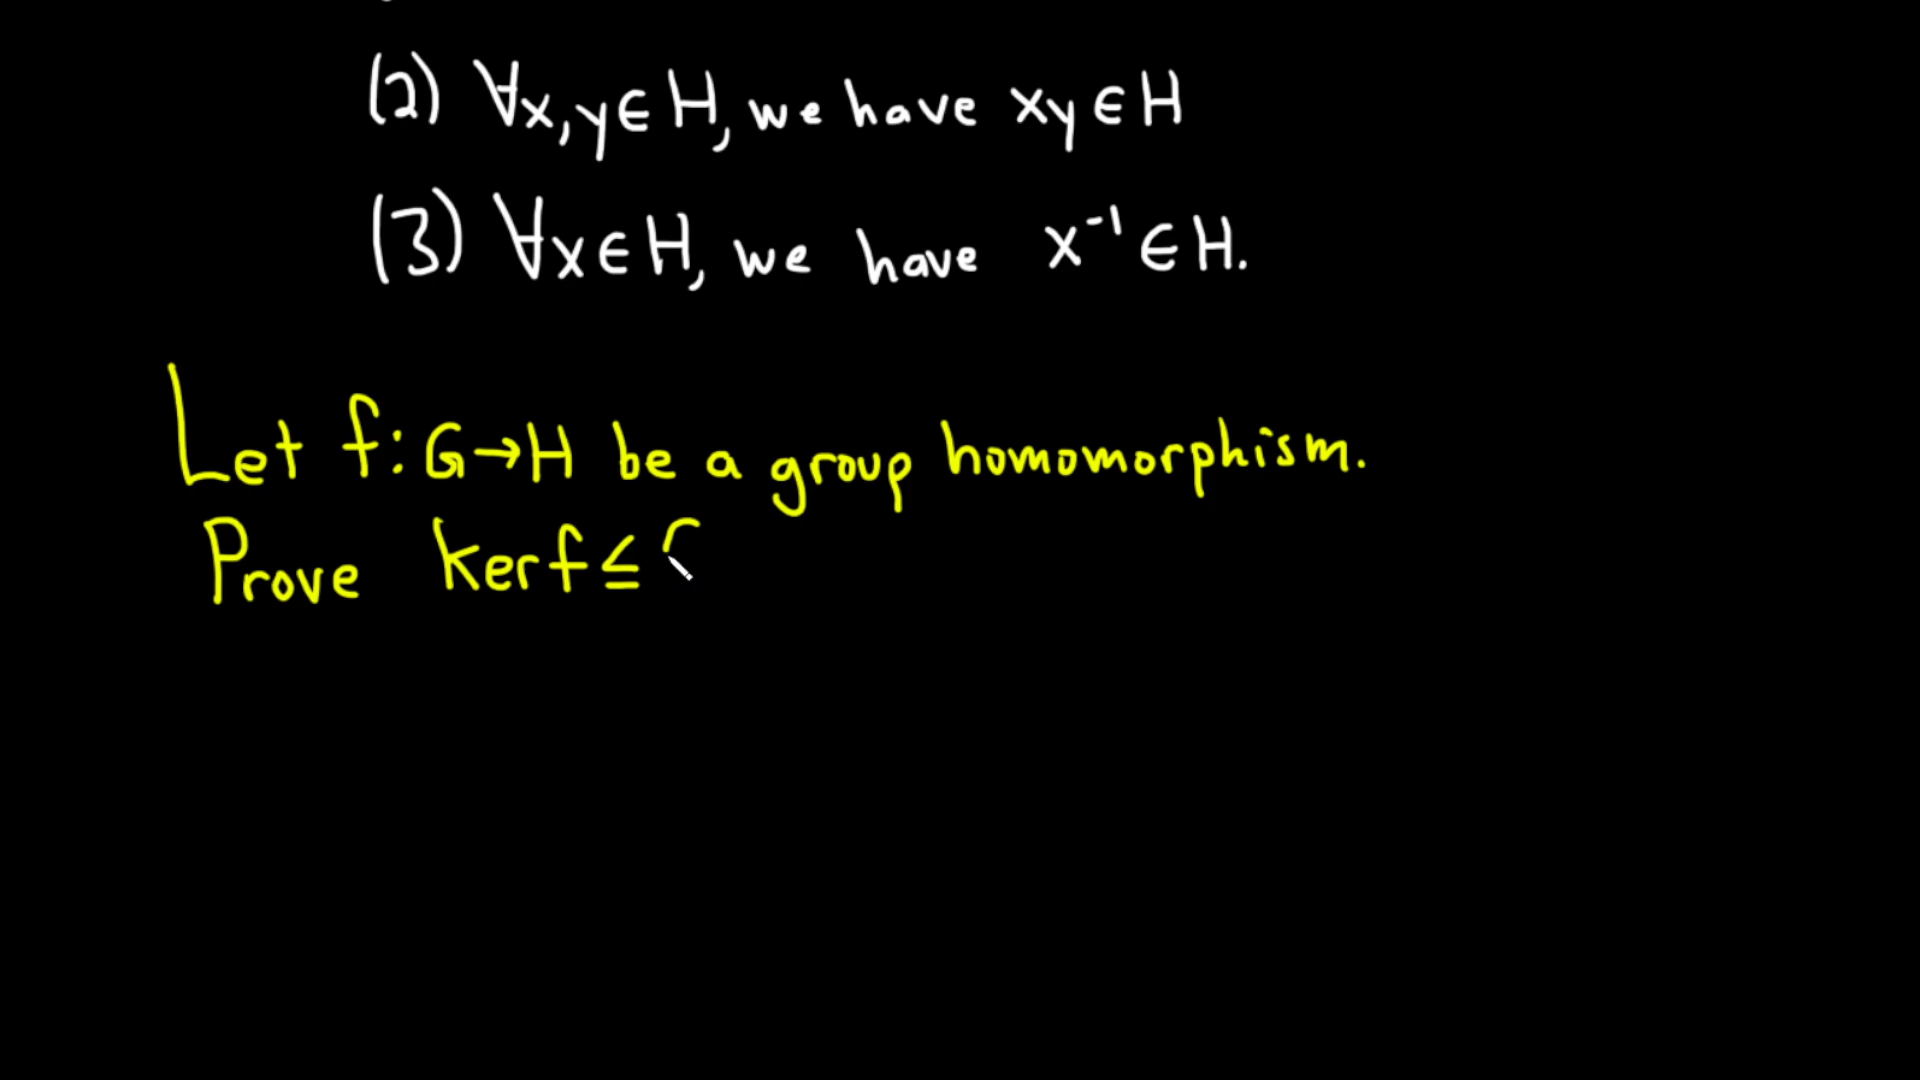 (2) ∀x,y∈H, we have xy∈H
(3) ∀x∈H, we have x⁻¹∈H.
Let f:G→H be a group homomorphism.
Prove kerf≤